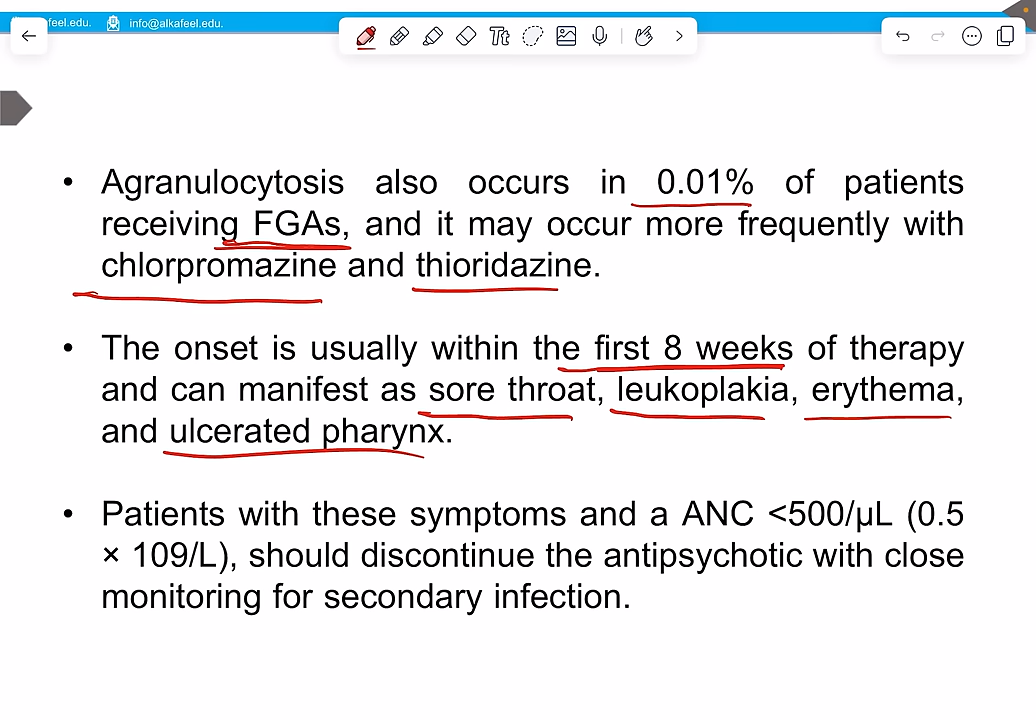 feel.edu. info@alkafeel.edu.
Tt
• Agranulocytosis also occurs in 0.01% of patients
receiving FGAs, and it may occur more frequently with
chlorpromazine and thioridazine.
• The onset is usually within the first 8 weeks of therapy
and can manifest as sore throat, leukoplakia, erythema,
and ulcerated pharynx.
• Patients with these symptoms and a ANC <500/µL (0.5
× 109/L), should discontinue the antipsychotic with close
monitoring for secondary infection.